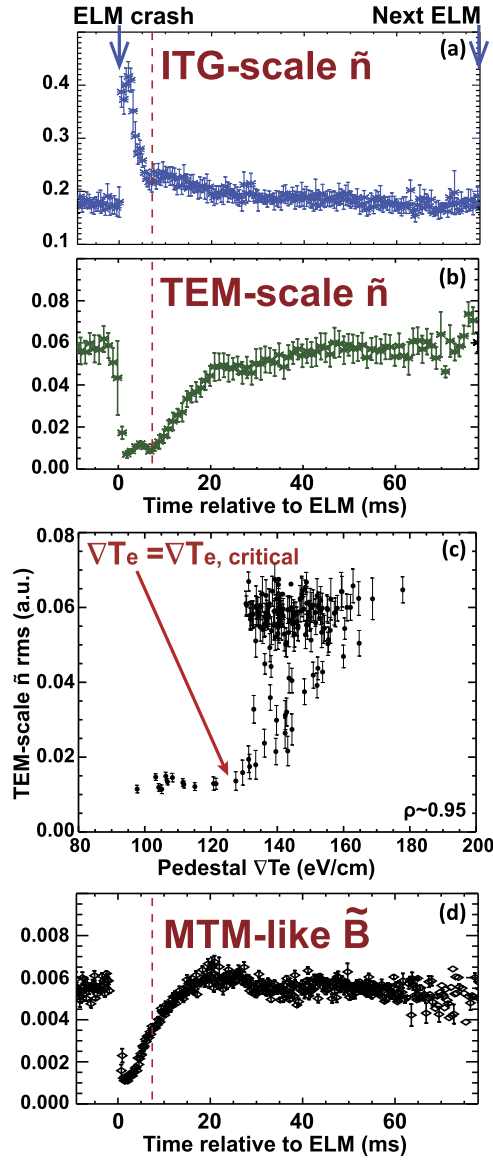 ELM crash
Next ELM
(a)
ITG-scale ñ
0.4
0.3
0.2
0.1
(b)
TEM-scale ñ
0.08
0.06
0.04
0.02
0.00
0
20
40
60
Time relative to ELM (ms)
(c)
∇Te =∇Te, critical
TEM-scale ñ rms (a.u.)
0.08
0.06
0.04
0.02
0.00
ρ~0.95
80
100
120
140
160
180
200
Pedestal ∇Te (eV/cm)
(d)
MTM-like B̃
0.008
0.006
0.004
0.002
0.000
0
20
40
60
Time relative to ELM (ms)